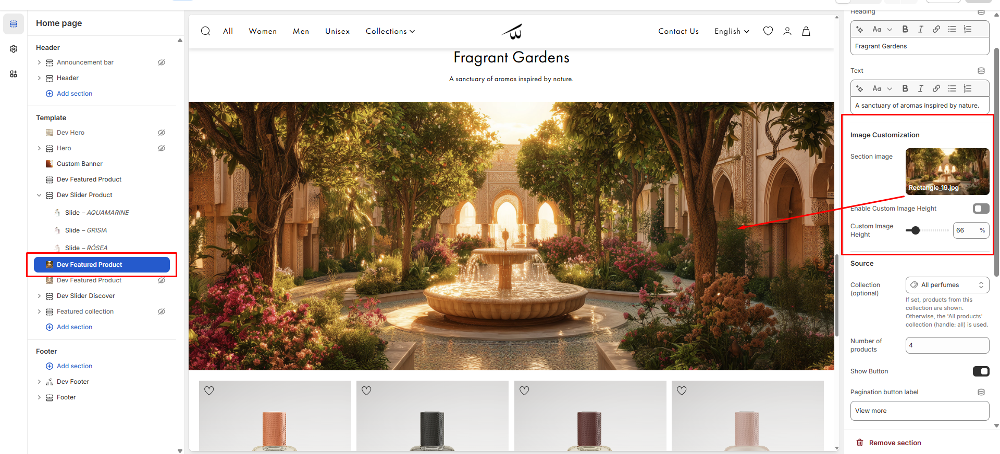 Home page
Header
Announcement bar
Header
Add section
Template
Dev Hero
Hero
Custom Banner
Dev Featured Product
Dev Slider Product
Slide – AQUAMARINE
Slide – GRISIA
Slide – RÓSEA
Dev Featured Product
Dev Featured Product
Dev Slider Discover
Featured collection
Add section
Footer
Add section
Dev Footer
Footer
All Women Men Unisex Collections
Contact Us English
Fragrant Gardens
A sanctuary of aromas inspired by nature.
Heading
Aa B I
Fragrant Gardens
Text
Aa B I
A sanctuary of aromas inspired by nature.
Image Customization
Section image
Rectangle_19.jpg
Enable Custom Image Height
Custom Image
Height
66 %
Source
Collection
(optional)
All perfumes
If set, products from this
collection are shown.
Otherwise, the 'All products'
collection (handle: all) is used.
Number of
products
4
Show Button
Pagination button label
View more
Remove section